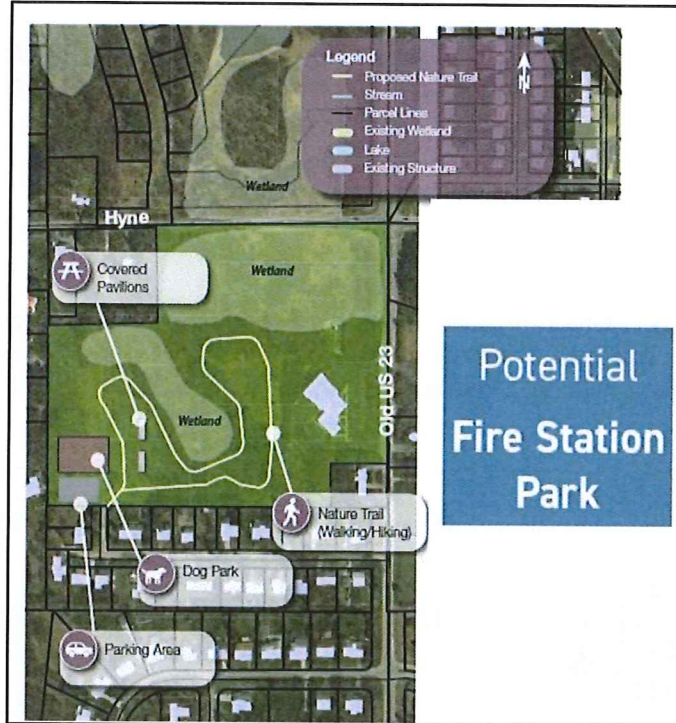 Legend
Proposed Nature Trail
Stream
Parcel Lines
Existing Wetland
Lake
Existing Structure
N
Wetland
Hyne
Covered
Pavilions
Wetland
Old US 23
Wetland
Potential
Fire Station
Park
Nature Trail
(Walking/Hiking)
Dog Park
Parking Area